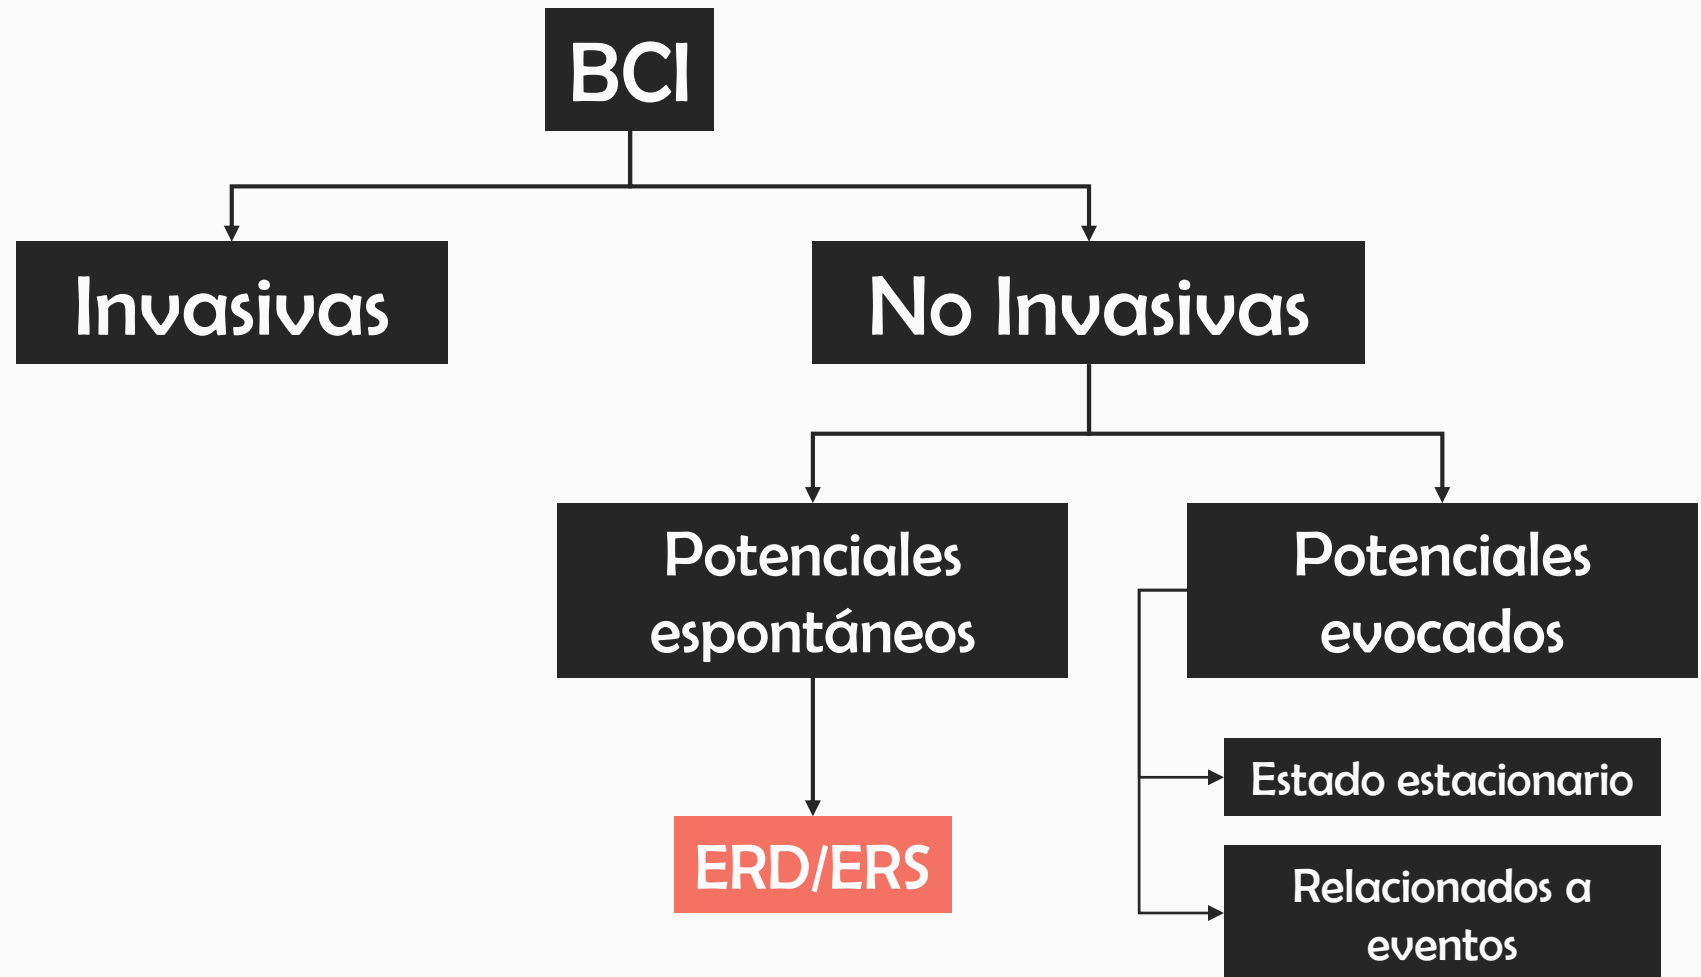 BCI
Invasivas
No Invasivas
Potenciales
espontáneos
Potenciales
evocados
Estado estacionario
ERD/ERS
Relacionados a
eventos